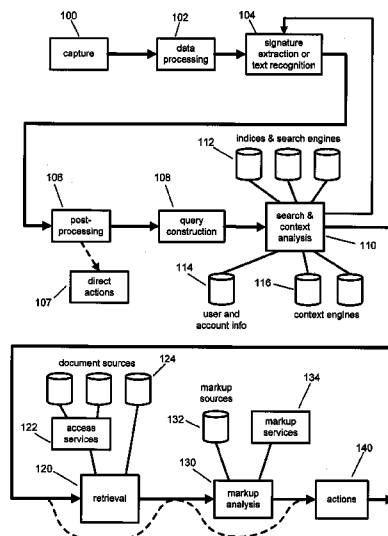 100
102
104
capture
data
processing
signature
extraction or
text recognition
indices & search engines
112
106
108
post-
processing
query
construction
search &
context
analysis
110
direct
actions
107
114
116
user and
account info
context engines
document sources
124
markup
sources
134
122
access
services
132
markup
services
120
130
140
retrieval
markup
analysis
actions